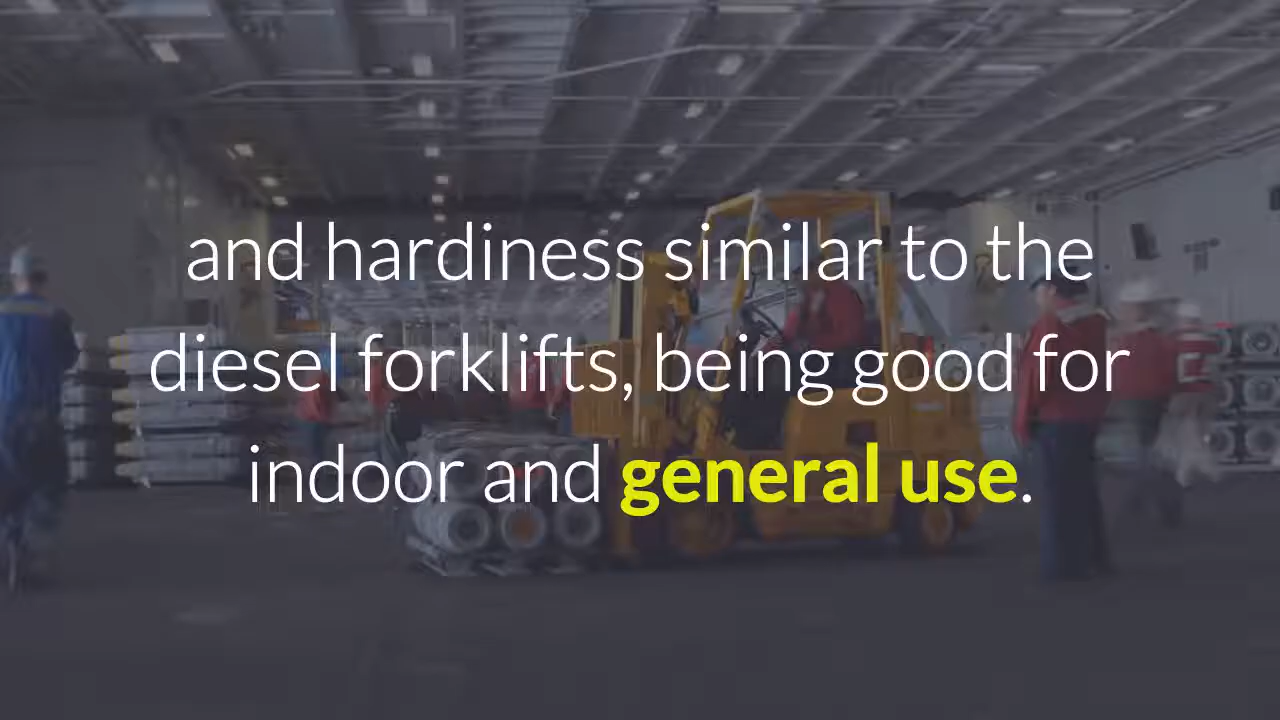 and hardiness similar to the
diesel forklifts, being good for
indoor and general use.